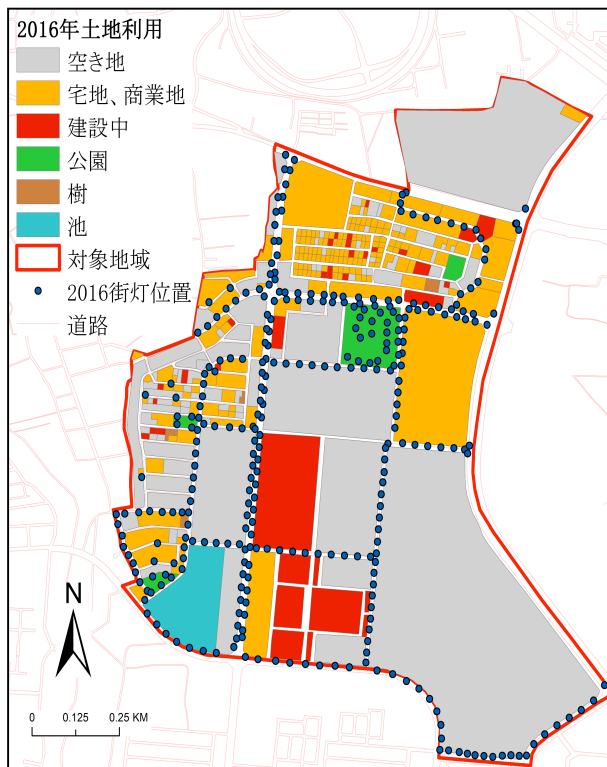 2016年土地利用
空き地
宅地、商業地
建設中
公園
樹
池
対象地域
2016街灯位置
道路
N
0 0.125 0.25 KM